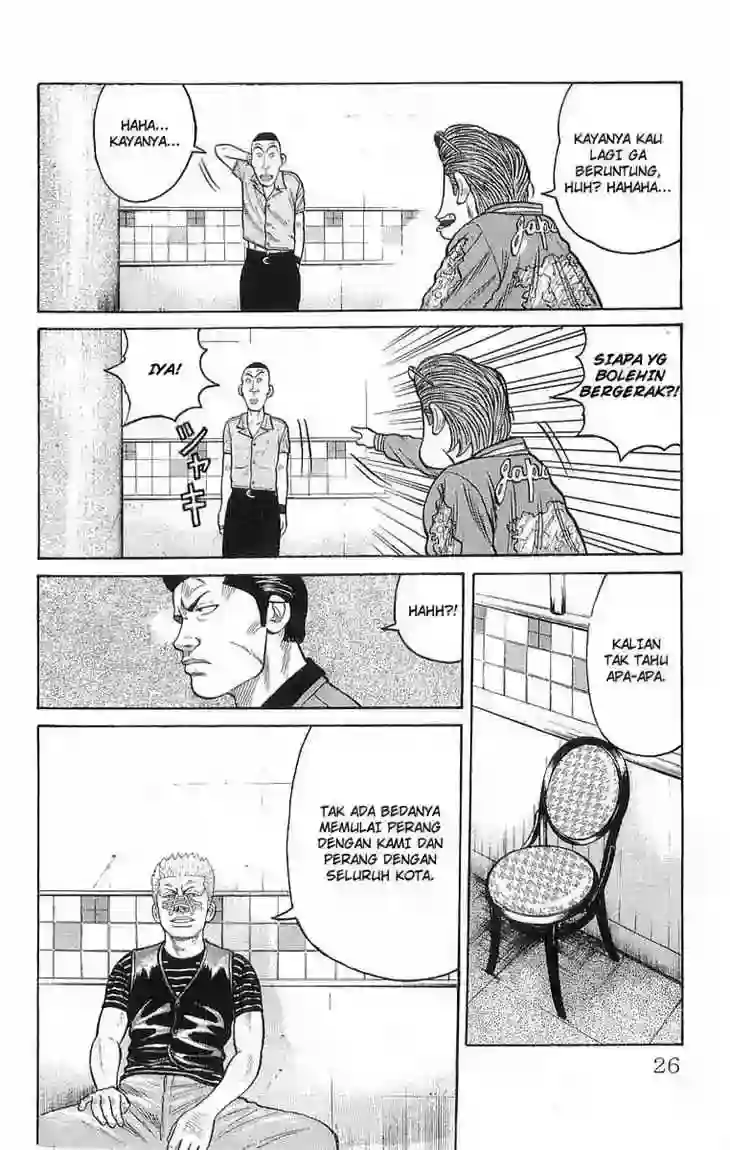 KAYANYA KAU
LAGI GA
BERUNTUNG,
HUH? HAHAHA...
HAHA...
KAYANYA...
SIAPA YG
BOLEHIN
BERGERAK?!
IYA!
シャキ
KALIAN
TAK TAHU
APA-APA.
HAHH?!
TAK ADA BEDANYA
MEMULAI PERANG
DENGAN KAMI DAN
PERANG DENGAN
SELURUH KOTA.
26